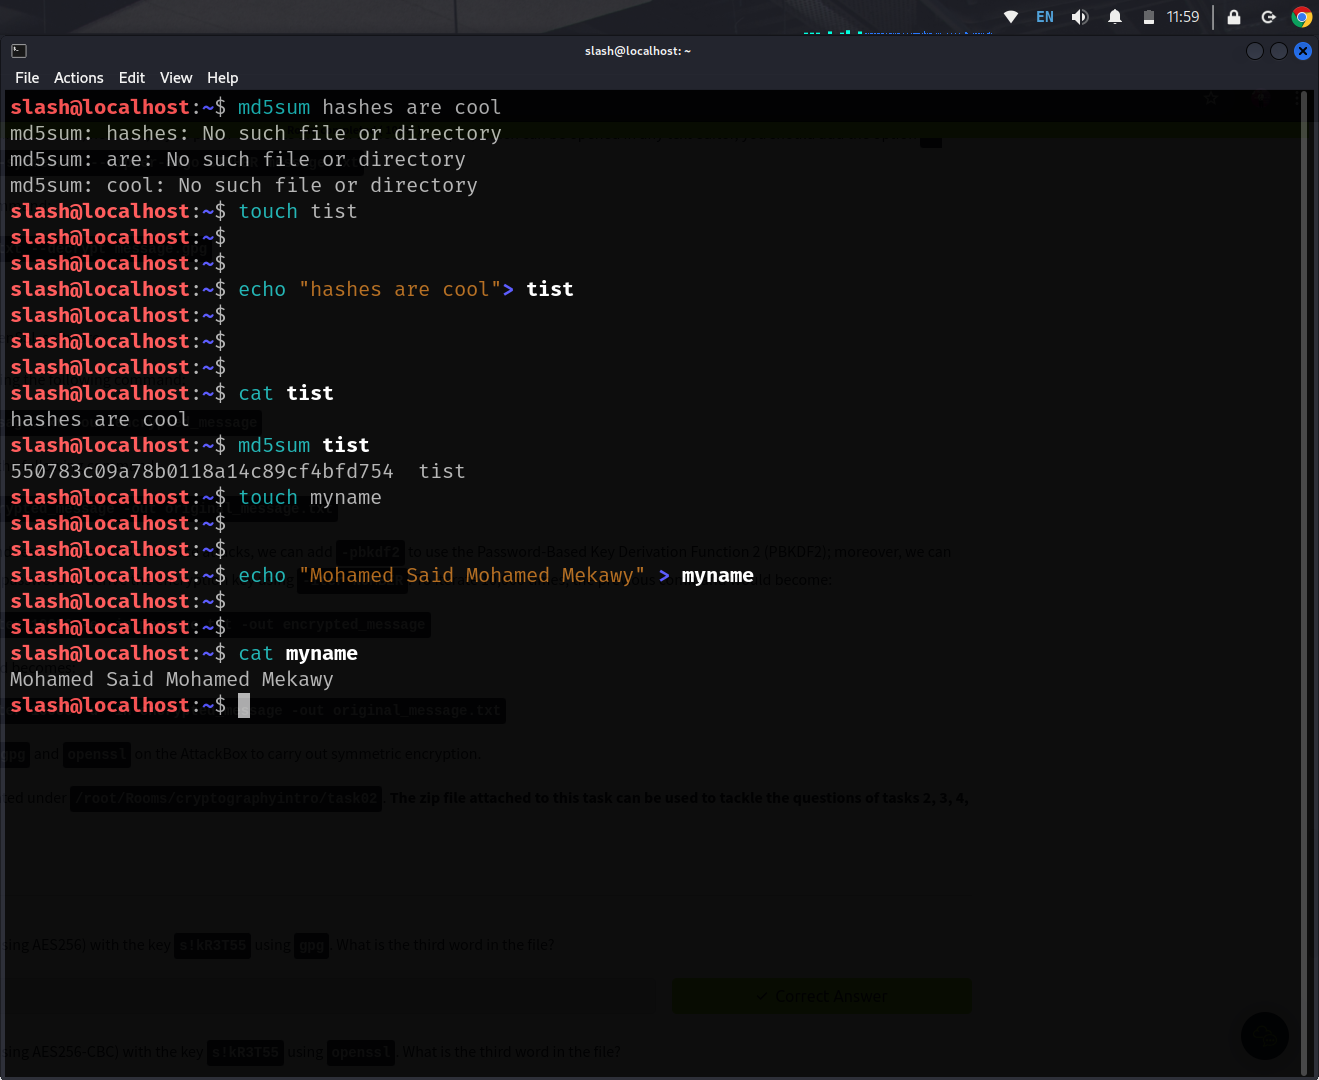 EN 11:59
slash@localhost: ~
File Actions Edit View Help
slash@localhost:~$ md5sum hashes are cool
md5sum: hashes: No such file or directory
md5sum: are: No such file or directory
md5sum: cool: No such file or directory
slash@localhost:~$ touch tist
slash@localhost:~$
slash@localhost:~$
slash@localhost:~$ echo "hashes are cool"> tist
slash@localhost:~$
slash@localhost:~$
slash@localhost:~$
slash@localhost:~$ cat tist
hashes are cool
slash@localhost:~$ md5sum tist
550783c09a78b0118a14c89cf4bfd754  tist
slash@localhost:~$ touch myname
slash@localhost:~$
slash@localhost:~$
cks, we can add -pbkdf2 to use the Password-Based Key Derivation Function 2 (PBKDF2); moreover, we can
slash@localhost:~$ echo "Mohamed Said Mohamed Mekawy" > myname
slash@localhost:~$
slash@localhost:~$
-out encrypted_message
slash@localhost:~$ cat myname
Mohamed Said Mohamed Mekawy
slash@localhost:~$
-out original_message.txt
gpg and openssl on the AttackBox to carry out symmetric encryption.
ted under /root/Rooms/cryptographyintro/task02. The zip file attached to this task can be used to tackle the questions of tasks 2, 3, 4,
sing AES256) with the key s!kR3T55 using gpg. What is the third word in the file?
Correct Answer
sing AES256-CBC) with the key s!kR3T55 using openssl. What is the third word in the file?